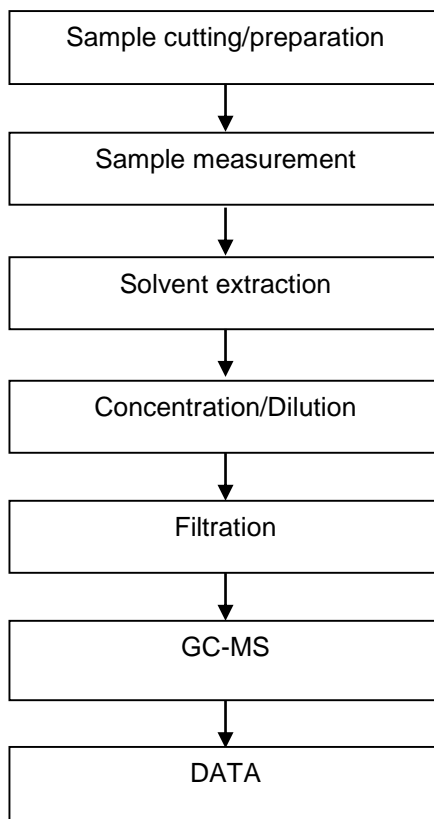 Sample cutting/preparation
Sample measurement
Solvent extraction
Concentration/Dilution
Filtration
GC-MS
DATA